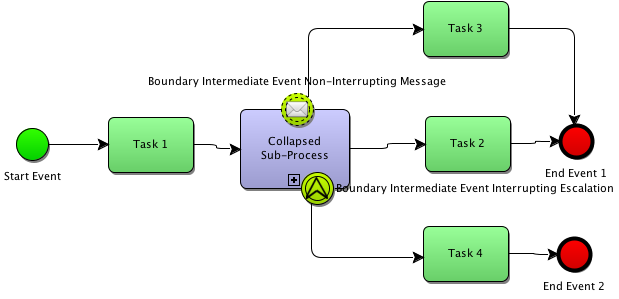 Task 3
Boundary Intermediate Event Non-Interrupting Message
Task 1
Collapsed
Sub-Process
Task 2
Start Event
End Event 1
Boundary Intermediate Event Interrupting Escalation
Task 4
End Event 2